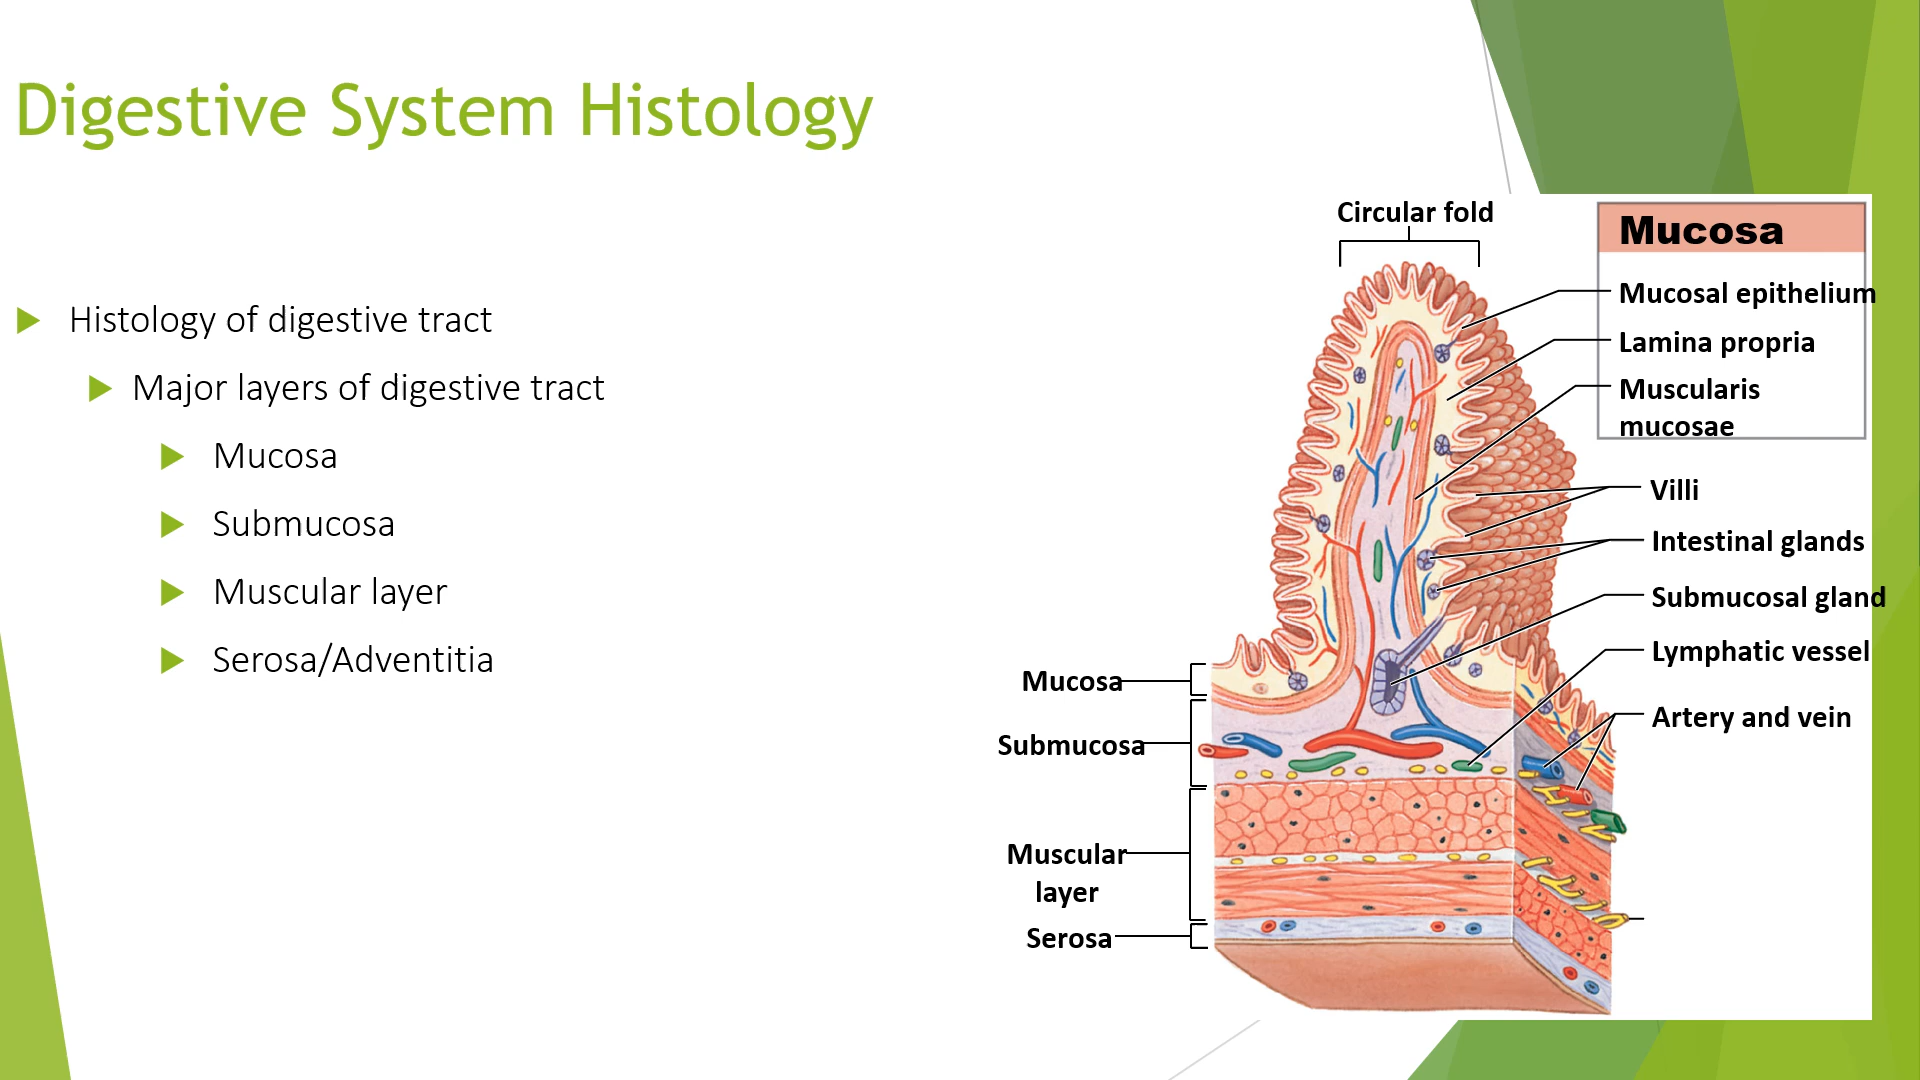 Digestive System Histology
Histology of digestive tract
Major layers of digestive tract
Mucosa
Submucosa
Muscular layer
Serosa/Adventitia
Circular fold
Mucosa
Mucosal epithelium
Lamina propria
Muscularis
mucosae
Villi
Intestinal glands
Submucosal gland
Lymphatic vessel
Artery and vein
Mucosa
Submucosa
Muscular
layer
Serosa